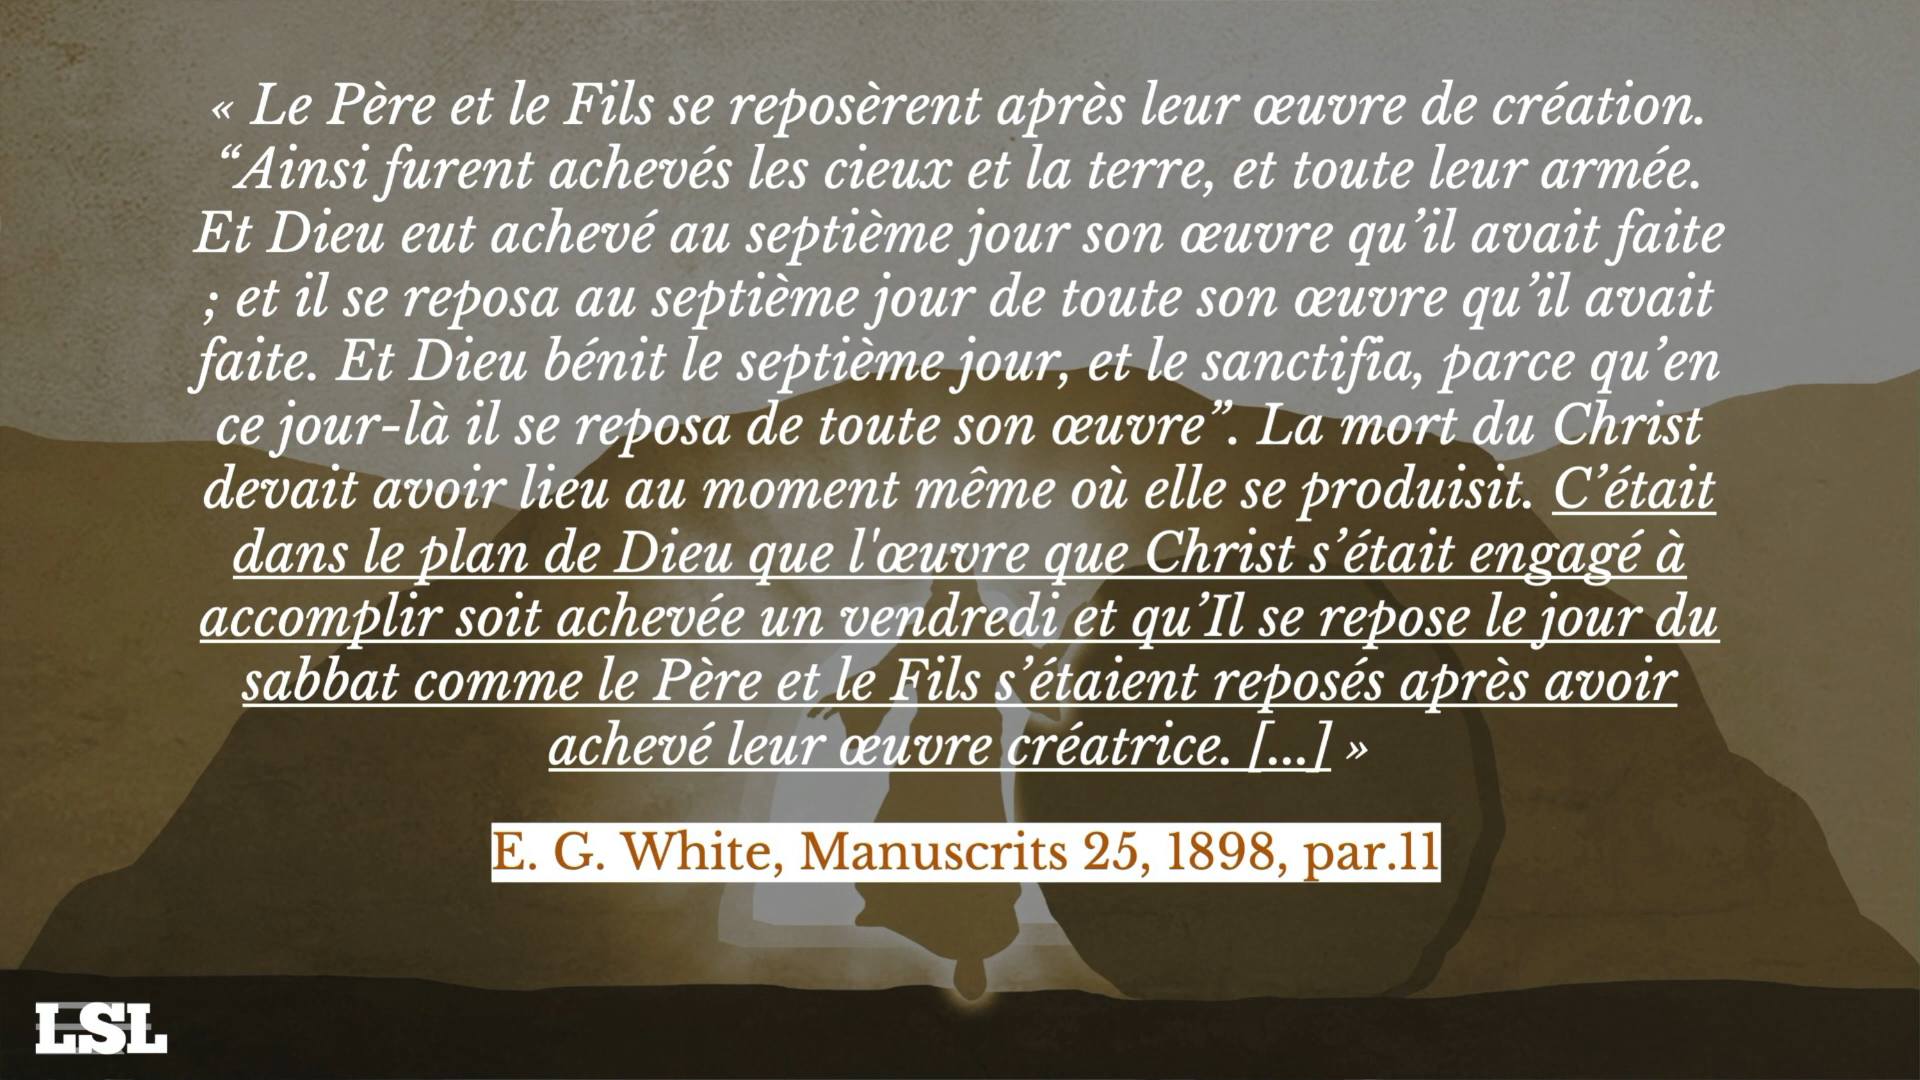 « Le Père et le Fils se reposèrent après leur œuvre de création.
“Ainsi furent achevés les cieux et la terre, et toute leur armée.
Et Dieu eut achevé au septième jour son œuvre qu’il avait faite
; et il se reposa au septième jour de toute son œuvre qu’il avait
faite. Et Dieu bénit le septième jour, et le sanctifia, parce qu’en
ce jour-là il se reposa de toute son œuvre”. La mort du Christ
devait avoir lieu au moment même où elle se produisit. C’était
dans le plan de Dieu que l'œuvre que Christ s’était engagé à
accomplir soit achevée un vendredi et qu’Il se repose le jour du
sabbat comme le Père et le Fils s’étaient reposés après avoir
achevé leur œuvre créatrice. [...] »
E. G. White, Manuscrits 25, 1898, par.11
LSL